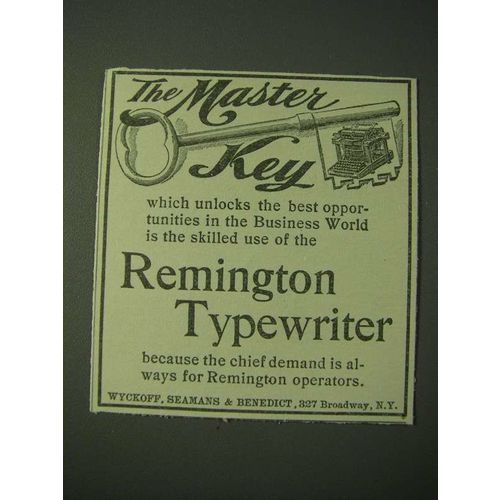 The Master
Key
which unlocks the best oppor-
tunities in the Business World
is the skilled use of the
Remington
Typewriter
because the chief demand is al-
ways for Remington operators.
WYCKOFF, SEAMANS & BENEDICT, 327 Broadway, N.Y.